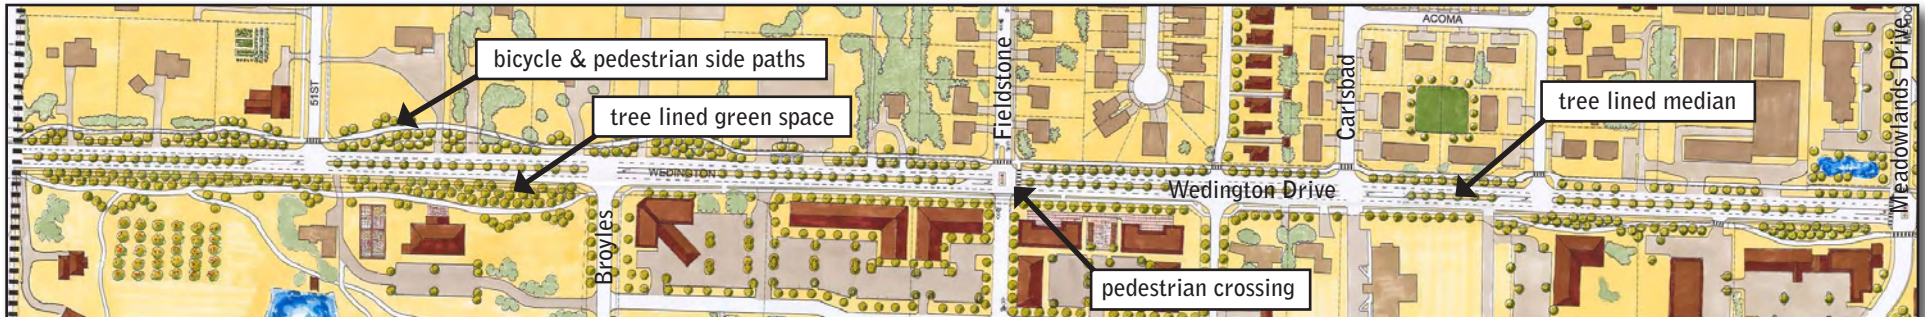 ACOMA
51ST
Fieldstone
Carlsbad
Meadowlands Drive
bicycle & pedestrian side paths
tree lined green space
tree lined median
WEDINGTON
Wedington Drive
Broyles
pedestrian crossing